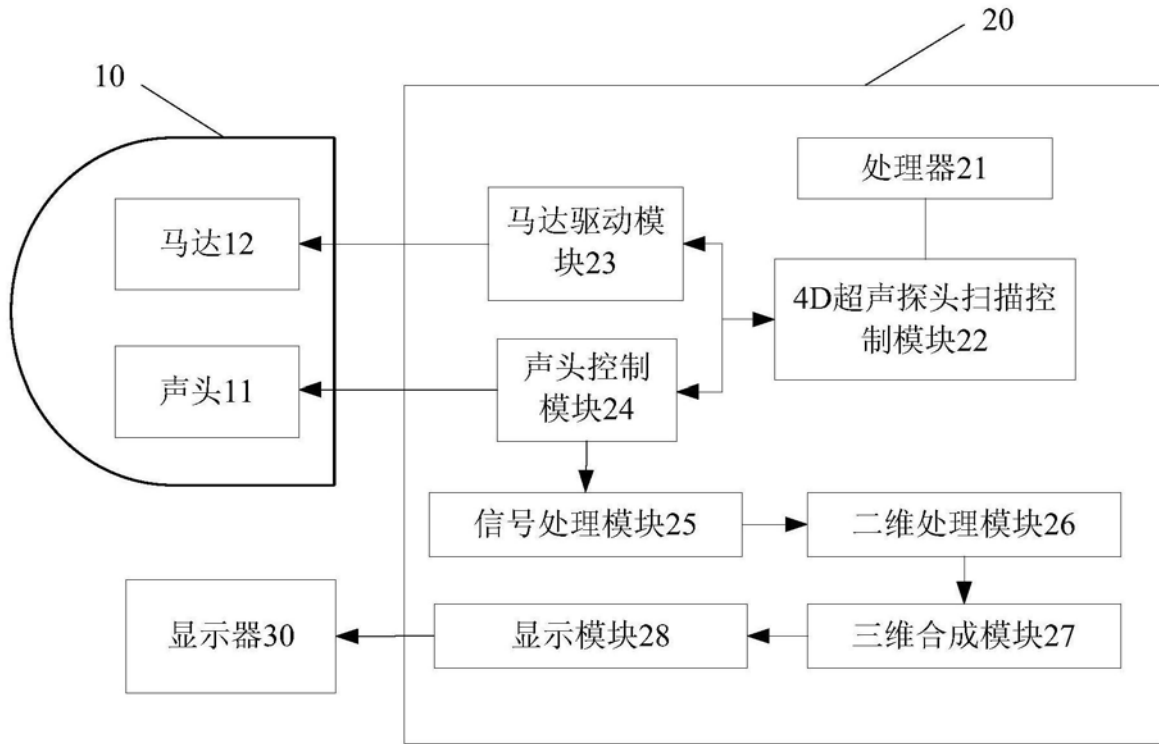 20
10
处理器21
马达12
马达驱动模
块23
4D超声探头扫描控
制模块22
声头11
声头控制
模块24
信号处理模块25
二维处理模块26
显示器30
显示模块28
三维合成模块27